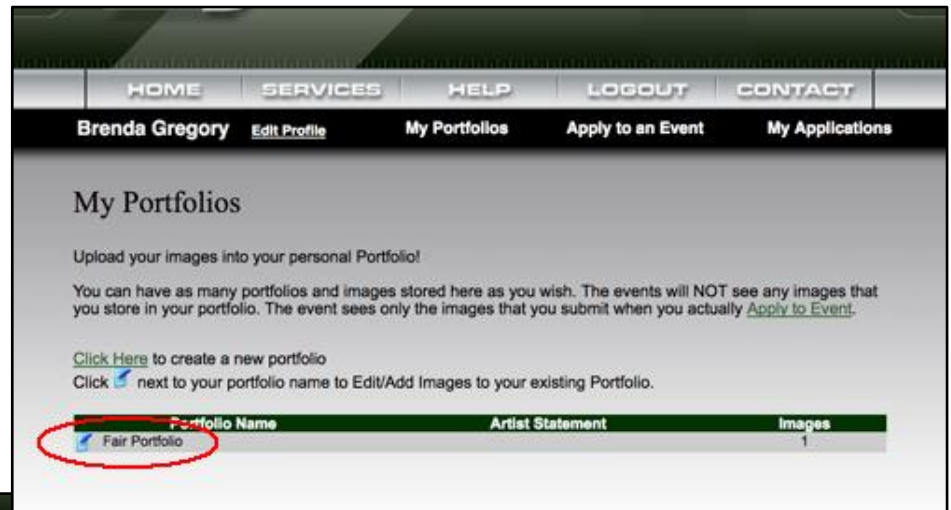 HOME SERVICES HELP LOGOUT CONTACT
Brenda Gregory Edit Profile My Portfolios Apply to an Event My Applications
My Portfolios
Upload your images into your personal Portfolio!
You can have as many portfolios and images stored here as you wish. The events will NOT see any images that
you store in your portfolio. The event sees only the images that you submit when you actually Apply to Event.
Click Here to create a new portfolio
Click next to your portfolio name to Edit/Add Images to your existing Portfolio.
Portfolio Name Artist Statement Images
Fair Portfolio 1